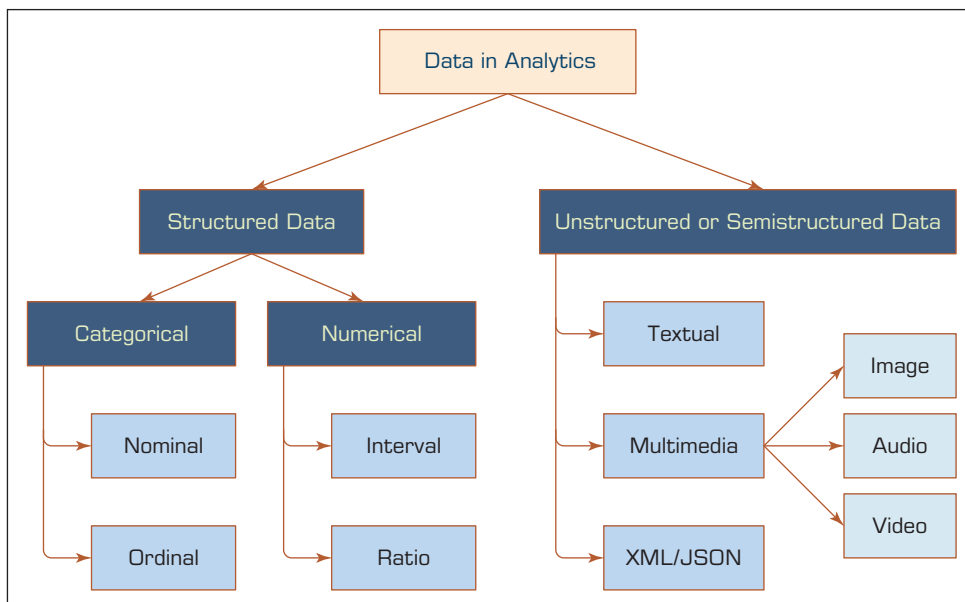 Data in Analytics
Structured Data
Unstructured or Semistructured Data
Categorical
Numerical
Textual
Image
Nominal
Interval
Multimedia
Audio
Video
Ordinal
Ratio
XML/JSON